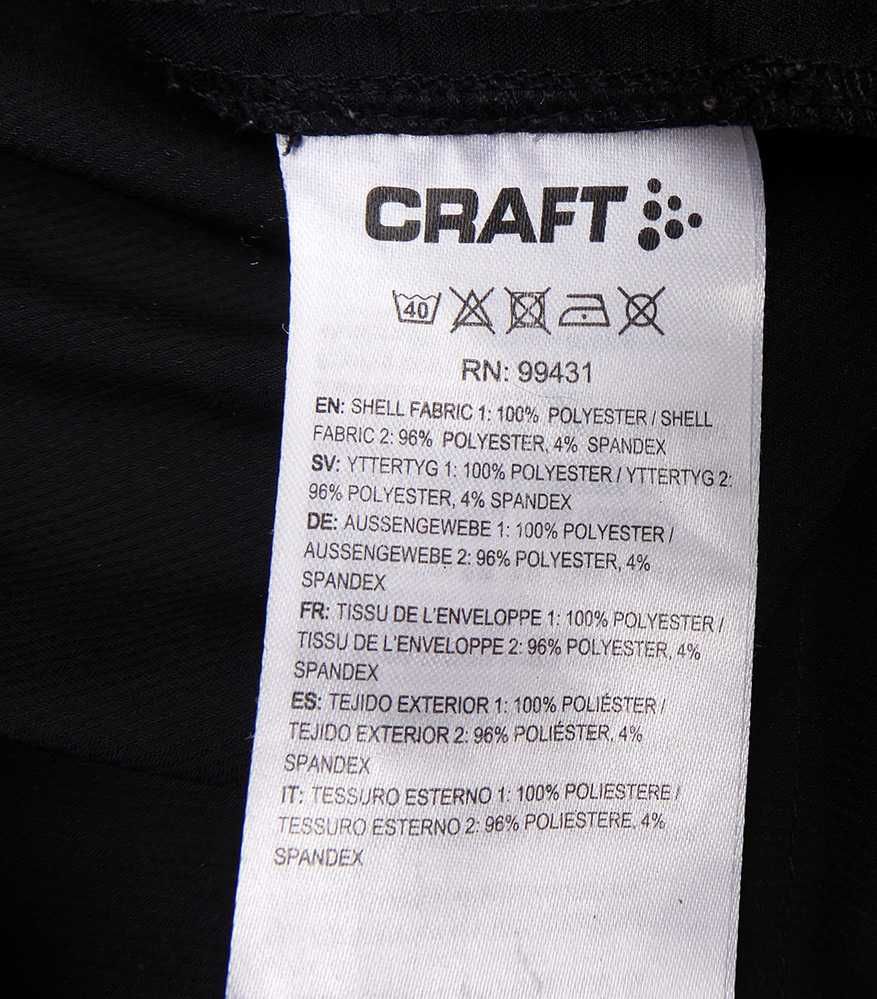 CRAFT
40
RN: 99431
EN: SHELL FABRIC 1: 100% POLYESTER / SHELL
FABRIC 2: 96% POLYESTER, 4% SPANDEX
SV: YTTERTYG 1: 100% POLYESTER / YTTERTYG 2:
96% POLYESTER, 4% SPANDEX
DE: AUSSENGEWEBE 1: 100% POLYESTER /
AUSSENGEWEBE 2: 96% POLYESTER, 4%
SPANDEX
FR: TISSU DE L'ENVELOPPE 1: 100% POLYESTER /
TISSU DE L'ENVELOPPE 2: 96% POLYESTER, 4%
SPANDEX
ES: TEJIDO EXTERIOR 1: 100% POLIÉSTER /
TEJIDO EXTERIOR 2: 96% POLIÉSTER, 4%
SPANDEX
IT: TESSURO ESTERNO 1: 100% POLIESTERE /
TESSURO ESTERNO 2: 96% POLIESTERE, 4%
SPANDEX